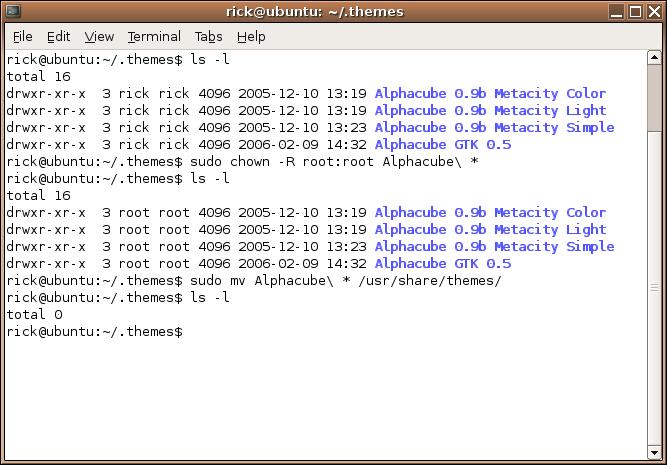 rick@ubuntu: ~/.themes
File Edit View Terminal Tabs Help
rick@ubuntu:~/.themes$ ls -l
total 16
drwxr-xr-x  3 rick rick 4096 2005-12-10 13:19 Alphacube 0.9b Metacity Color
drwxr-xr-x  3 rick rick 4096 2005-12-10 13:19 Alphacube 0.9b Metacity Light
drwxr-xr-x  3 rick rick 4096 2005-12-10 13:23 Alphacube 0.9b Metacity Simple
drwxr-xr-x  3 rick rick 4096 2006-02-09 14:32 Alphacube GTK 0.5
rick@ubuntu:~/.themes$ sudo chown -R root:root Alphacube\ *
rick@ubuntu:~/.themes$ ls -l
total 16
drwxr-xr-x  3 root root 4096 2005-12-10 13:19 Alphacube 0.9b Metacity Color
drwxr-xr-x  3 root root 4096 2005-12-10 13:19 Alphacube 0.9b Metacity Light
drwxr-xr-x  3 root root 4096 2005-12-10 13:23 Alphacube 0.9b Metacity Simple
drwxr-xr-x  3 root root 4096 2006-02-09 14:32 Alphacube GTK 0.5
rick@ubuntu:~/.themes$ sudo mv Alphacube\ * /usr/share/themes/
rick@ubuntu:~/.themes$ ls -l
total 0
rick@ubuntu:~/.themes$